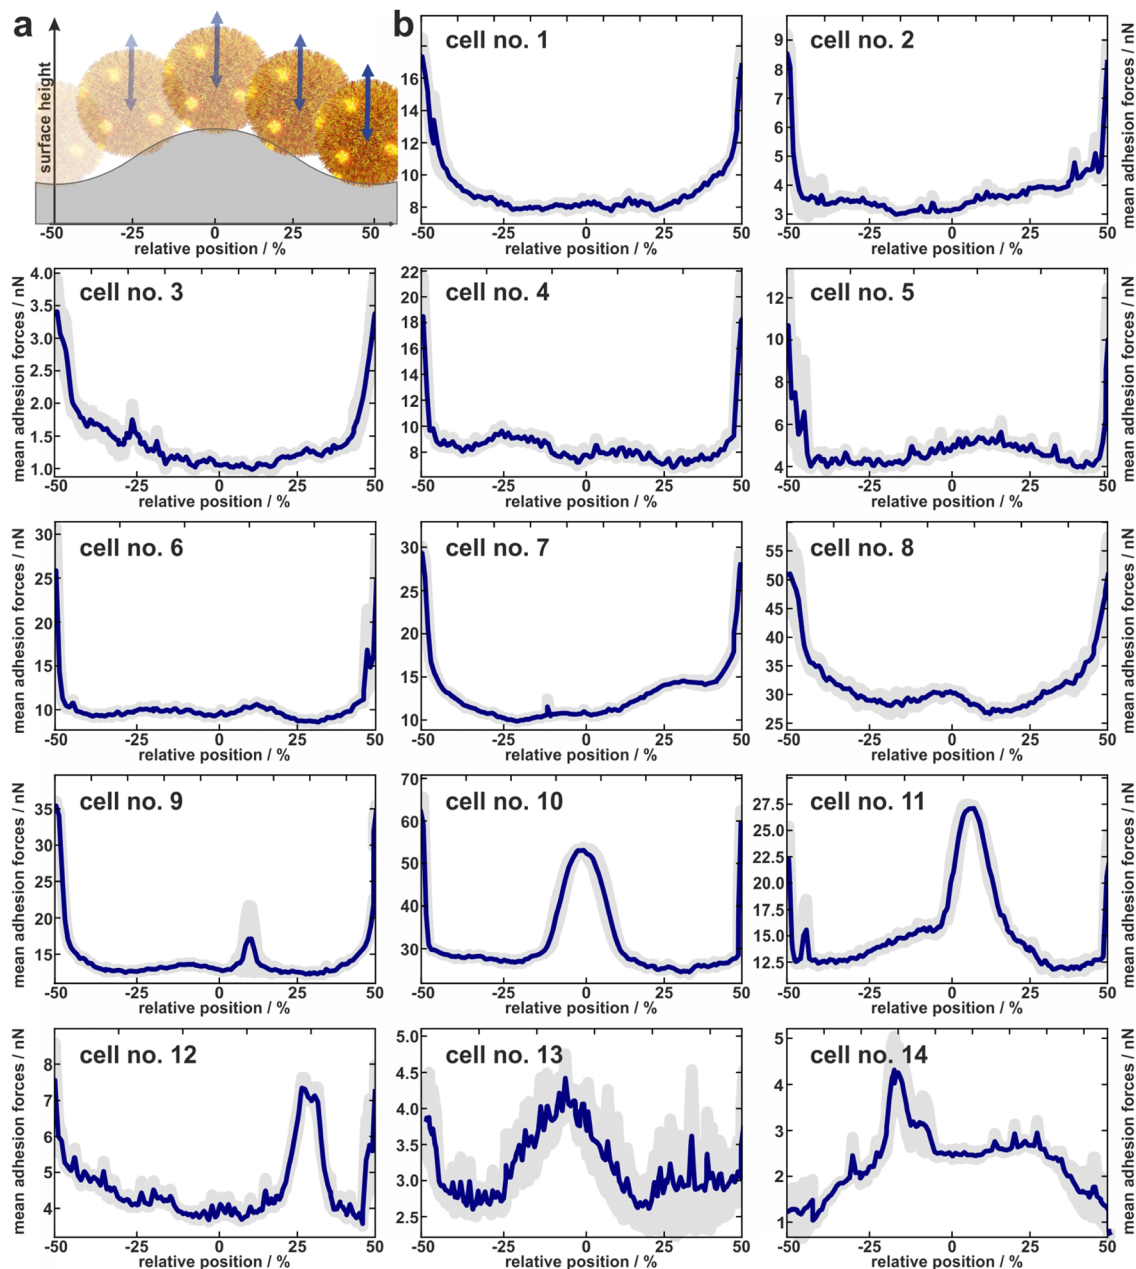 a
surface height
-50 -25 0 25 50
relative position / %
b
cell no. 1
16
14
12
10
8
-50 -25 0 25 50
relative position / %
cell no. 2
9
8
7
6
5
4
3
mean adhesion forces / nN
-50 -25 0 25 50
relative position / %
cell no. 3
mean adhesion forces / nN
4.0
3.5
3.0
2.5
2.0
1.5
1.0
-50 -25 0 25 50
relative position / %
cell no. 4
22
20
18
16
14
12
10
8
-50 -25 0 25 50
relative position / %
cell no. 5
12
10
8
6
4
mean adhesion forces / nN
-50 -25 0 25 50
relative position / %
cell no. 6
mean adhesion forces / nN
30
25
20
15
10
-50 -25 0 25 50
relative position / %
cell no. 7
30
25
20
15
10
-50 -25 0 25 50
relative position / %
cell no. 8
55
50
45
40
35
30
25
mean adhesion forces / nN
-50 -25 0 25 50
relative position / %
cell no. 9
mean adhesion forces / nN
35
30
25
20
15
-50 -25 0 25 50
relative position / %
cell no. 10
70
60
50
40
30
-50 -25 0 25 50
relative position / %
cell no. 11
27.5
25.0
22.5
20.0
17.5
15.0
12.5
mean adhesion forces / nN
-50 -25 0 25 50
relative position / %
cell no. 12
mean adhesion forces / nN
8
7
6
5
4
-50 -25 0 25 50
relative position / %
cell no. 13
5.0
4.5
4.0
3.5
3.0
2.5
-50 -25 0 25 50
relative position / %
cell no. 14
5
4
3
2
1
mean adhesion forces / nN
-50 -25 0 25 50
relative position / %